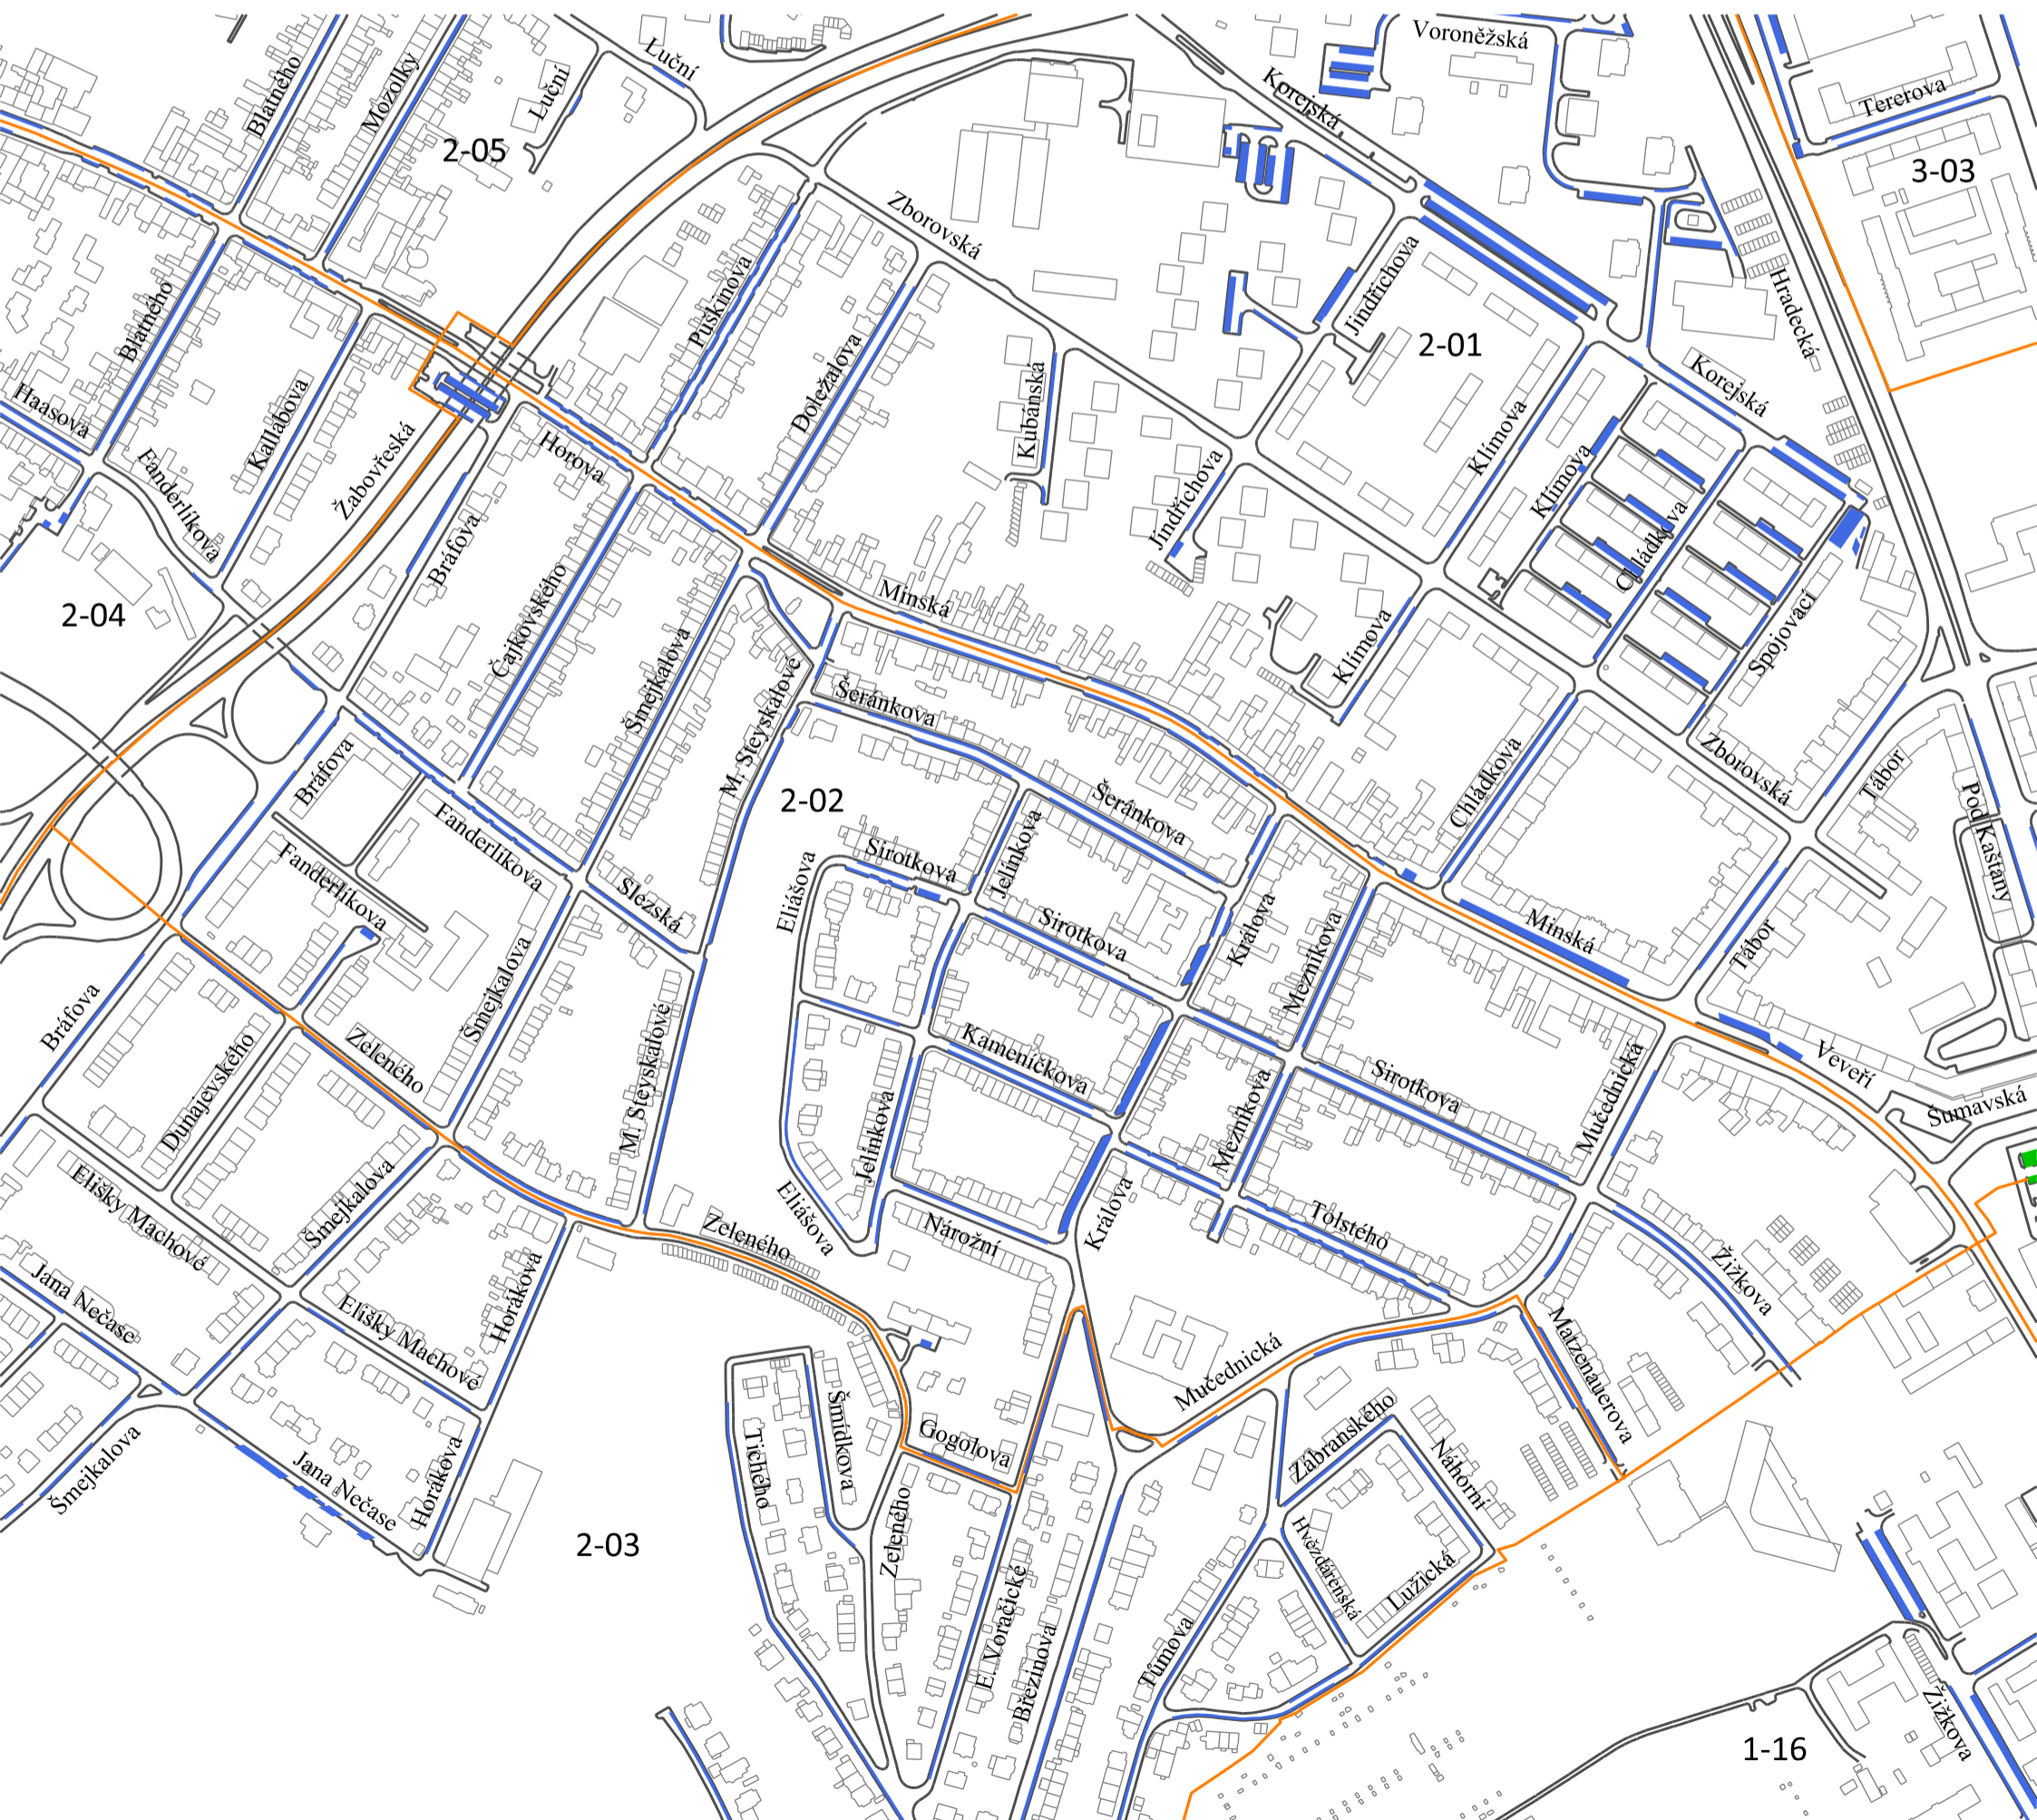 Voroněžská
Luční
Blatného
Mozolky
Luční
Korejská
Tererova
2-05
3-03
Zborovská
Jindřichova
Hradecká
Puškinova
Blatného
2-01
Doležalova
Korejská
Haasova
Kallabova
Kubánská
Horova
Klímova
Žabovřeská
Klímova
Fanderlíkova
Jindřichova
Bráfova
Chládkova
Minská
2-04
Čajkovského
Spojovací
Klímova
Šmejkalova
M. Steyskalové
Šeránkova
Zborovská
Tábor
Bráfova
Chládkova
2-02
Šeránkova
Pod Kaštany
Fanderlíkova
Jelínkova
Sirotkova
Fanderlíkova
Eliášova
Slezská
Sirotkova
Králova
Minská
Mezníkova
Tábor
Šmejkalova
Bráfova
Zeleného
Kameníčkova
Veveří
M. Steyskalové
Dunajevského
Sirotkova
Mučednická
Šumavská
Jelínkova
Mezníkova
Elišky Machové
Šmejkalova
Eliášova
Králova
Zeleného
Nárožní
Tolstého
Žižkova
Jana Nečase
Horákova
Elišky Machové
Matzenauerova
Mučednická
Šmídkova
Gogolova
Zábranského
Tichého
Náhorní
Šmejkalova
Jana Nečase
Horákova
Zeleného
2-03
Hvězdárenská
Lužická
E. Voračické
Březinova
Tůmova
Žižkova
1-16